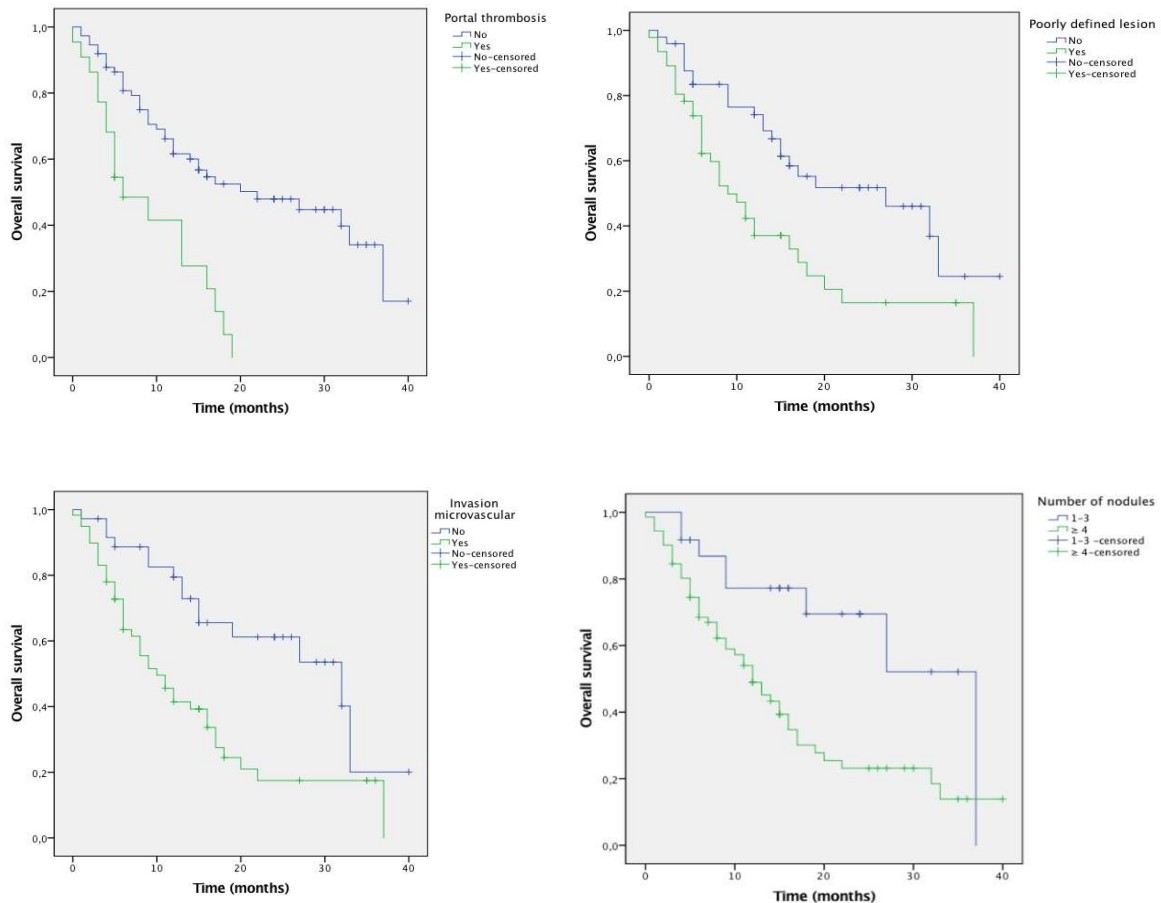 Portal thrombosis
No
Yes
No-censored
Yes-censored
1,0
0,8
0,6
0,4
0,2
0,0
Overall survival
0
10
20
30
40
Time (months)
Poorly defined lesion
No
Yes
No-censored
Yes-censored
1,0
0,8
0,6
0,4
0,2
0,0
Overall survival
0
10
20
30
40
Time (months)
Invasion
microvascular
No
Yes
No-censored
Yes-censored
1,0
0,8
0,6
0,4
0,2
0,0
Overall survival
0
10
20
30
40
Time (months)
Number of nodules
1-3
≥ 4
1-3 -censored
≥ 4-censored
1,0
0,8
0,6
0,4
0,2
0,0
Overall survival
0
10
20
30
40
Time (months)